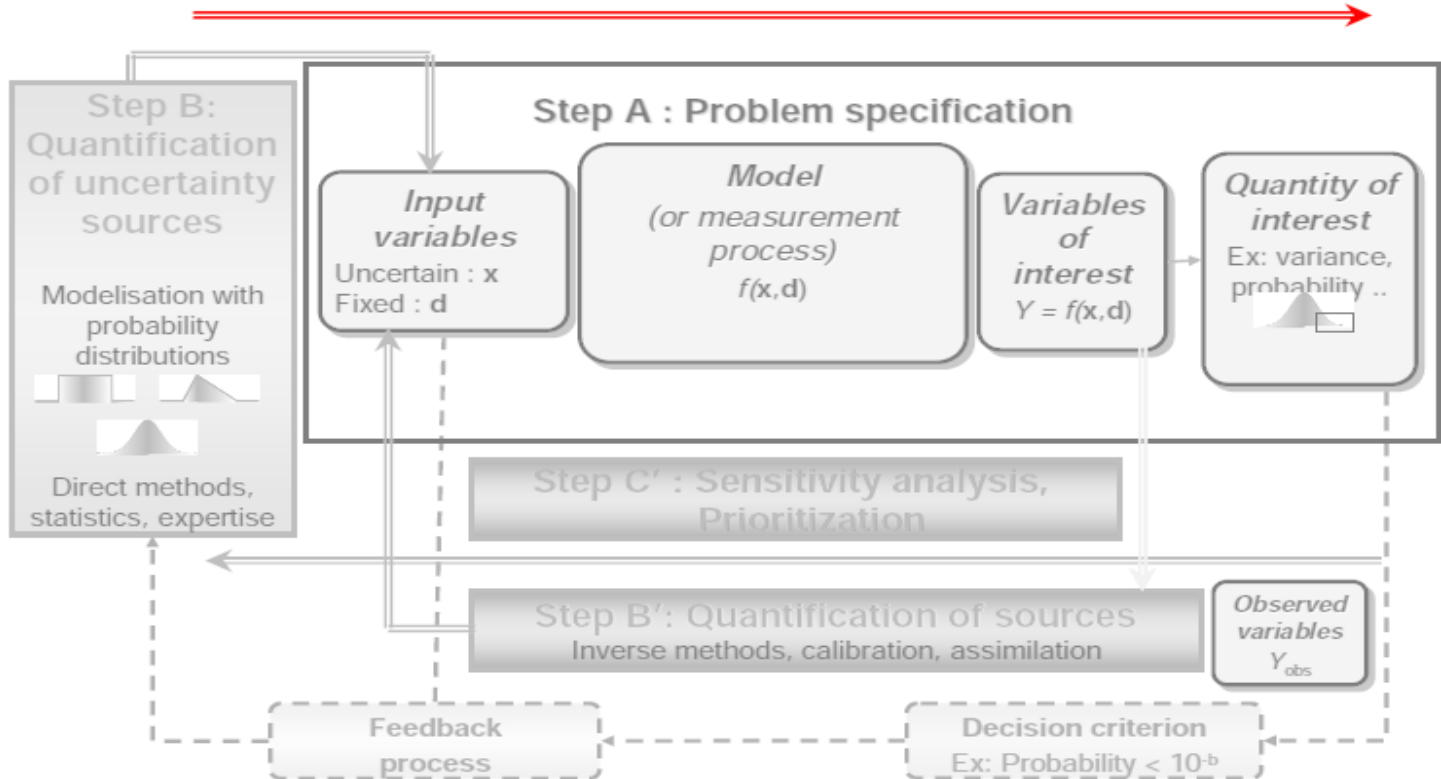 Step B:
Quantification
of uncertainty
sources
Modelisation with
probability
distributions
Direct methods,
statistics, expertise
Step A : Problem specification
Input
variables
Uncertain : x
Fixed : d
Model
(or measurement
process)
f(x,d)
Variables
of
interest
Y = f(x,d)
Quantity of
interest
Ex: variance,
probability ..
Step C' : Sensitivity analysis,
Prioritization
Step B': Quantification of sources
Inverse methods, calibration, assimilation
Observed
variables
Yobs
Feedback
process
Decision criterion
Ex: Probability < 10-b